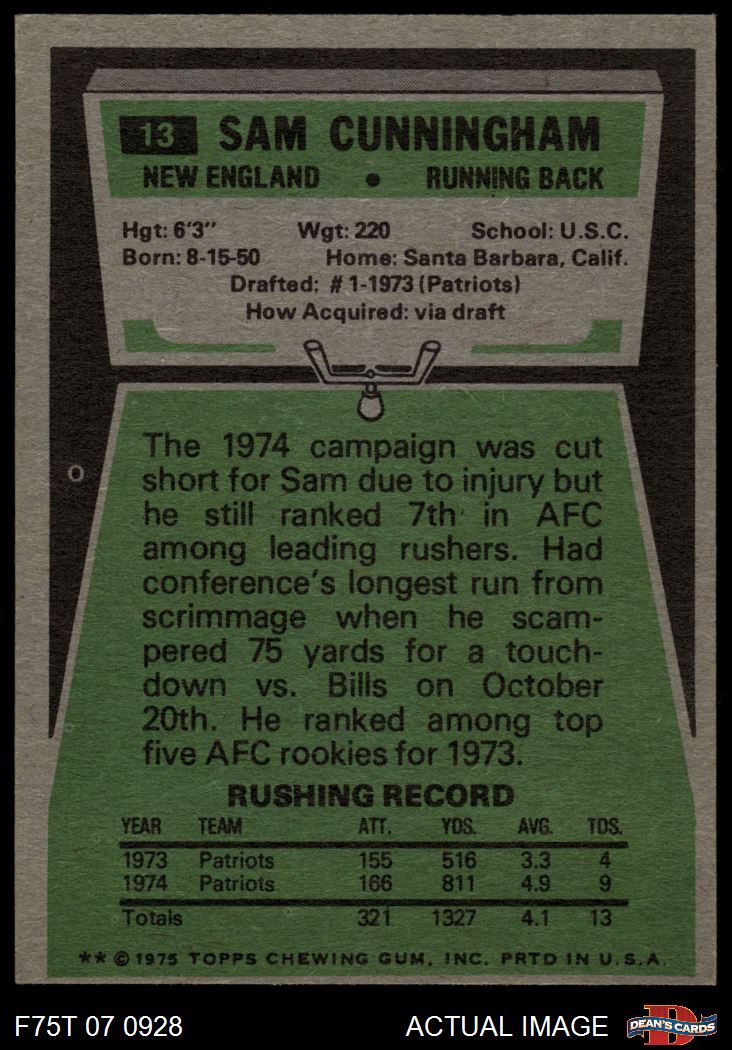 13 SAM CUNNINGHAM
NEW ENGLAND • RUNNING BACK
Hgt: 6'3" Wgt: 220 School: U.S.C.
Born: 8-15-50 Home: Santa Barbara, Calif.
Drafted: #1-1973 (Patriots)
How Acquired: via draft
The 1974 campaign was cut
short for Sam due to injury but
he still ranked 7th in AFC
among leading rushers. Had
conference's longest run from
scrimmage when he scam-
pered 75 yards for a touch-
down vs. Bills on October
20th. He ranked among top
five AFC rookies for 1973.
RUSHING RECORD
YEAR TEAM ATT. YDS. AVG. TDS.
1973 Patriots 155 516 3.3 4
1974 Patriots 166 811 4.9 9
Totals 321 1327 4.1 13
** © 1975 TOPPS CHEWING GUM, INC. PRTD IN U.S.A.
F75T 07 0928 ACTUAL IMAGE D DEAN'S CARDS